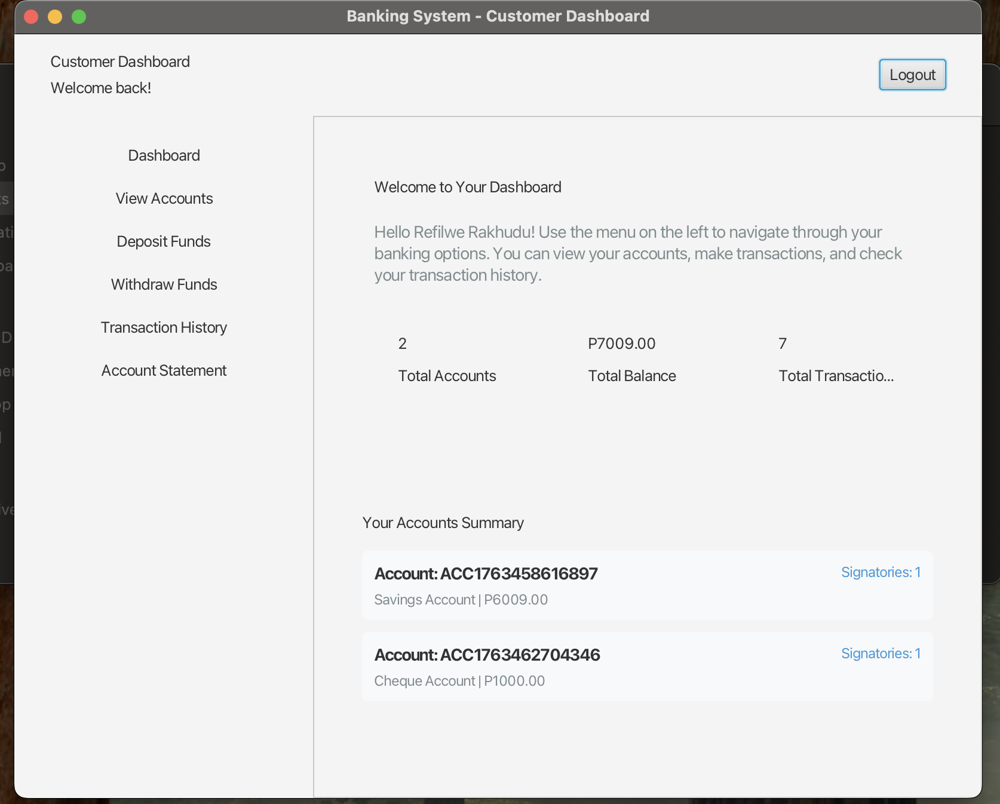 Banking System - Customer Dashboard
Customer Dashboard
Welcome back!
Logout
Dashboard
View Accounts
Deposit Funds
Withdraw Funds
Transaction History
Account Statement
Welcome to Your Dashboard
Hello Refilwe Rakhudu! Use the menu on the left to navigate through your
banking options. You can view your accounts, make transactions, and check
your transaction history.
2
Total Accounts
P7009.00
Total Balance
7
Total Transactio...
Your Accounts Summary
Account: ACC1763458616897
Signatories: 1
Savings Account | P6009.00
Account: ACC1763462704346
Signatories: 1
Cheque Account | P1000.00